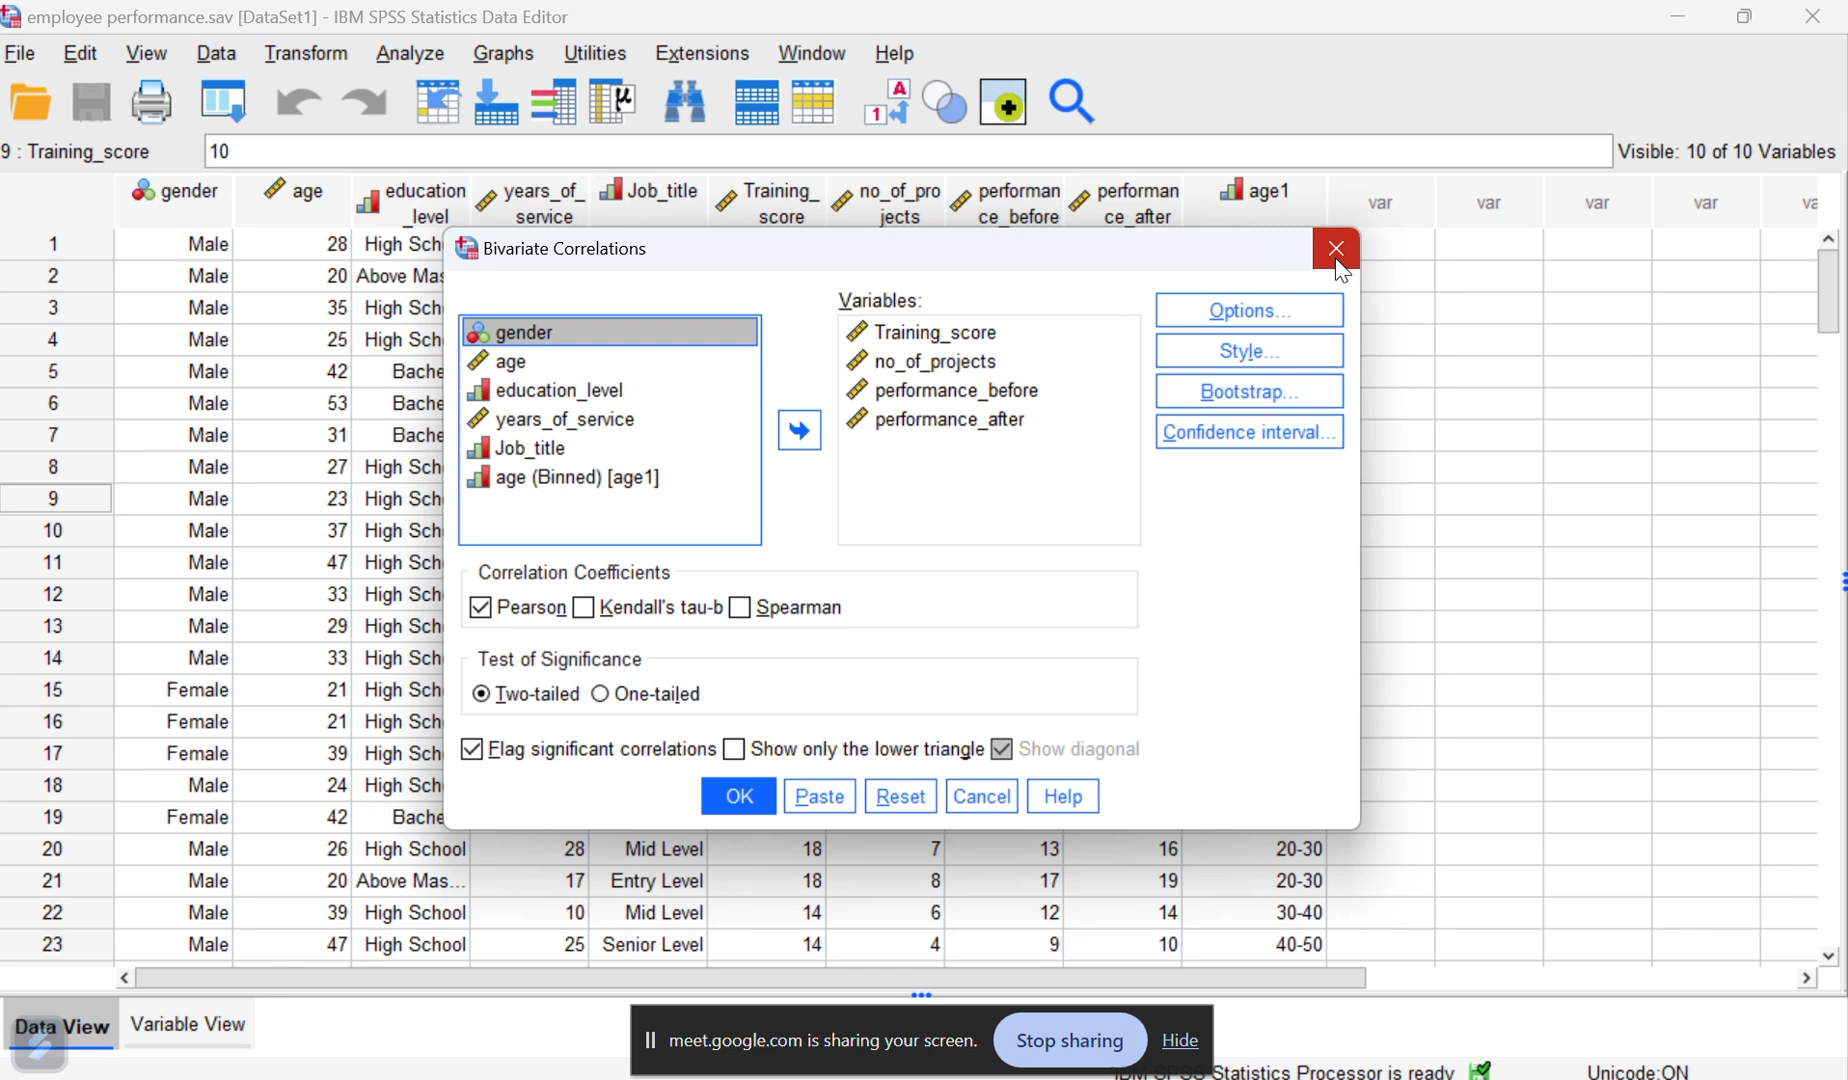 employee performance.sav [DataSet1] - IBM SPSS Statistics Data Editor
File Edit View Data Transform Analyze Graphs Utilities Extensions Window Help
9 : Training_score 10 Visible: 10 of 10 Variables
gender age education_level years_of_service Job_title Training_score no_of_projects performance_before performance_after age1 var var var var va
1 Male 28 High Sch
2 Male 20 Above Mas
3 Male 35 High Sch
4 Male 25 High Sch
5 Male 42 Bache
6 Male 53 Bache
7 Male 31 Bache
8 Male 27 High Sch
9 Male 23 High Sch
10 Male 37 High Sch
11 Male 47 High Sch
12 Male 33 High Sch
13 Male 29 High Sch
14 Male 33 High Sch
15 Female 21 High Sch
16 Female 21 High Sch
17 Female 39 High Sch
18 Male 24 High Sch
19 Female 42 Bache
20 Male 26 High School 28 Mid Level 18 7 13 16 20-30
21 Male 20 Above Mas... 17 Entry Level 18 8 17 19 20-30
22 Male 39 High School 10 Mid Level 14 6 12 14 30-40
23 Male 47 High School 25 Senior Level 14 4 9 10 40-50
Bivariate Correlations
gender
age
education_level
years_of_service
Job_title
age (Binned) [age1]
Variables:
Training_score
no_of_projects
performance_before
performance_after
Options...
Style...
Bootstrap...
Confidence interval...
Correlation Coefficients
Pearson Kendall's tau-b Spearman
Test of Significance
Two-tailed One-tailed
Flag significant correlations Show only the lower triangle Show diagonal
OK Paste Reset Cancel Help
Data View Variable View
meet.google.com is sharing your screen. Stop sharing Hide
IBM SPSS Statistics Processor is ready Unicode:ON